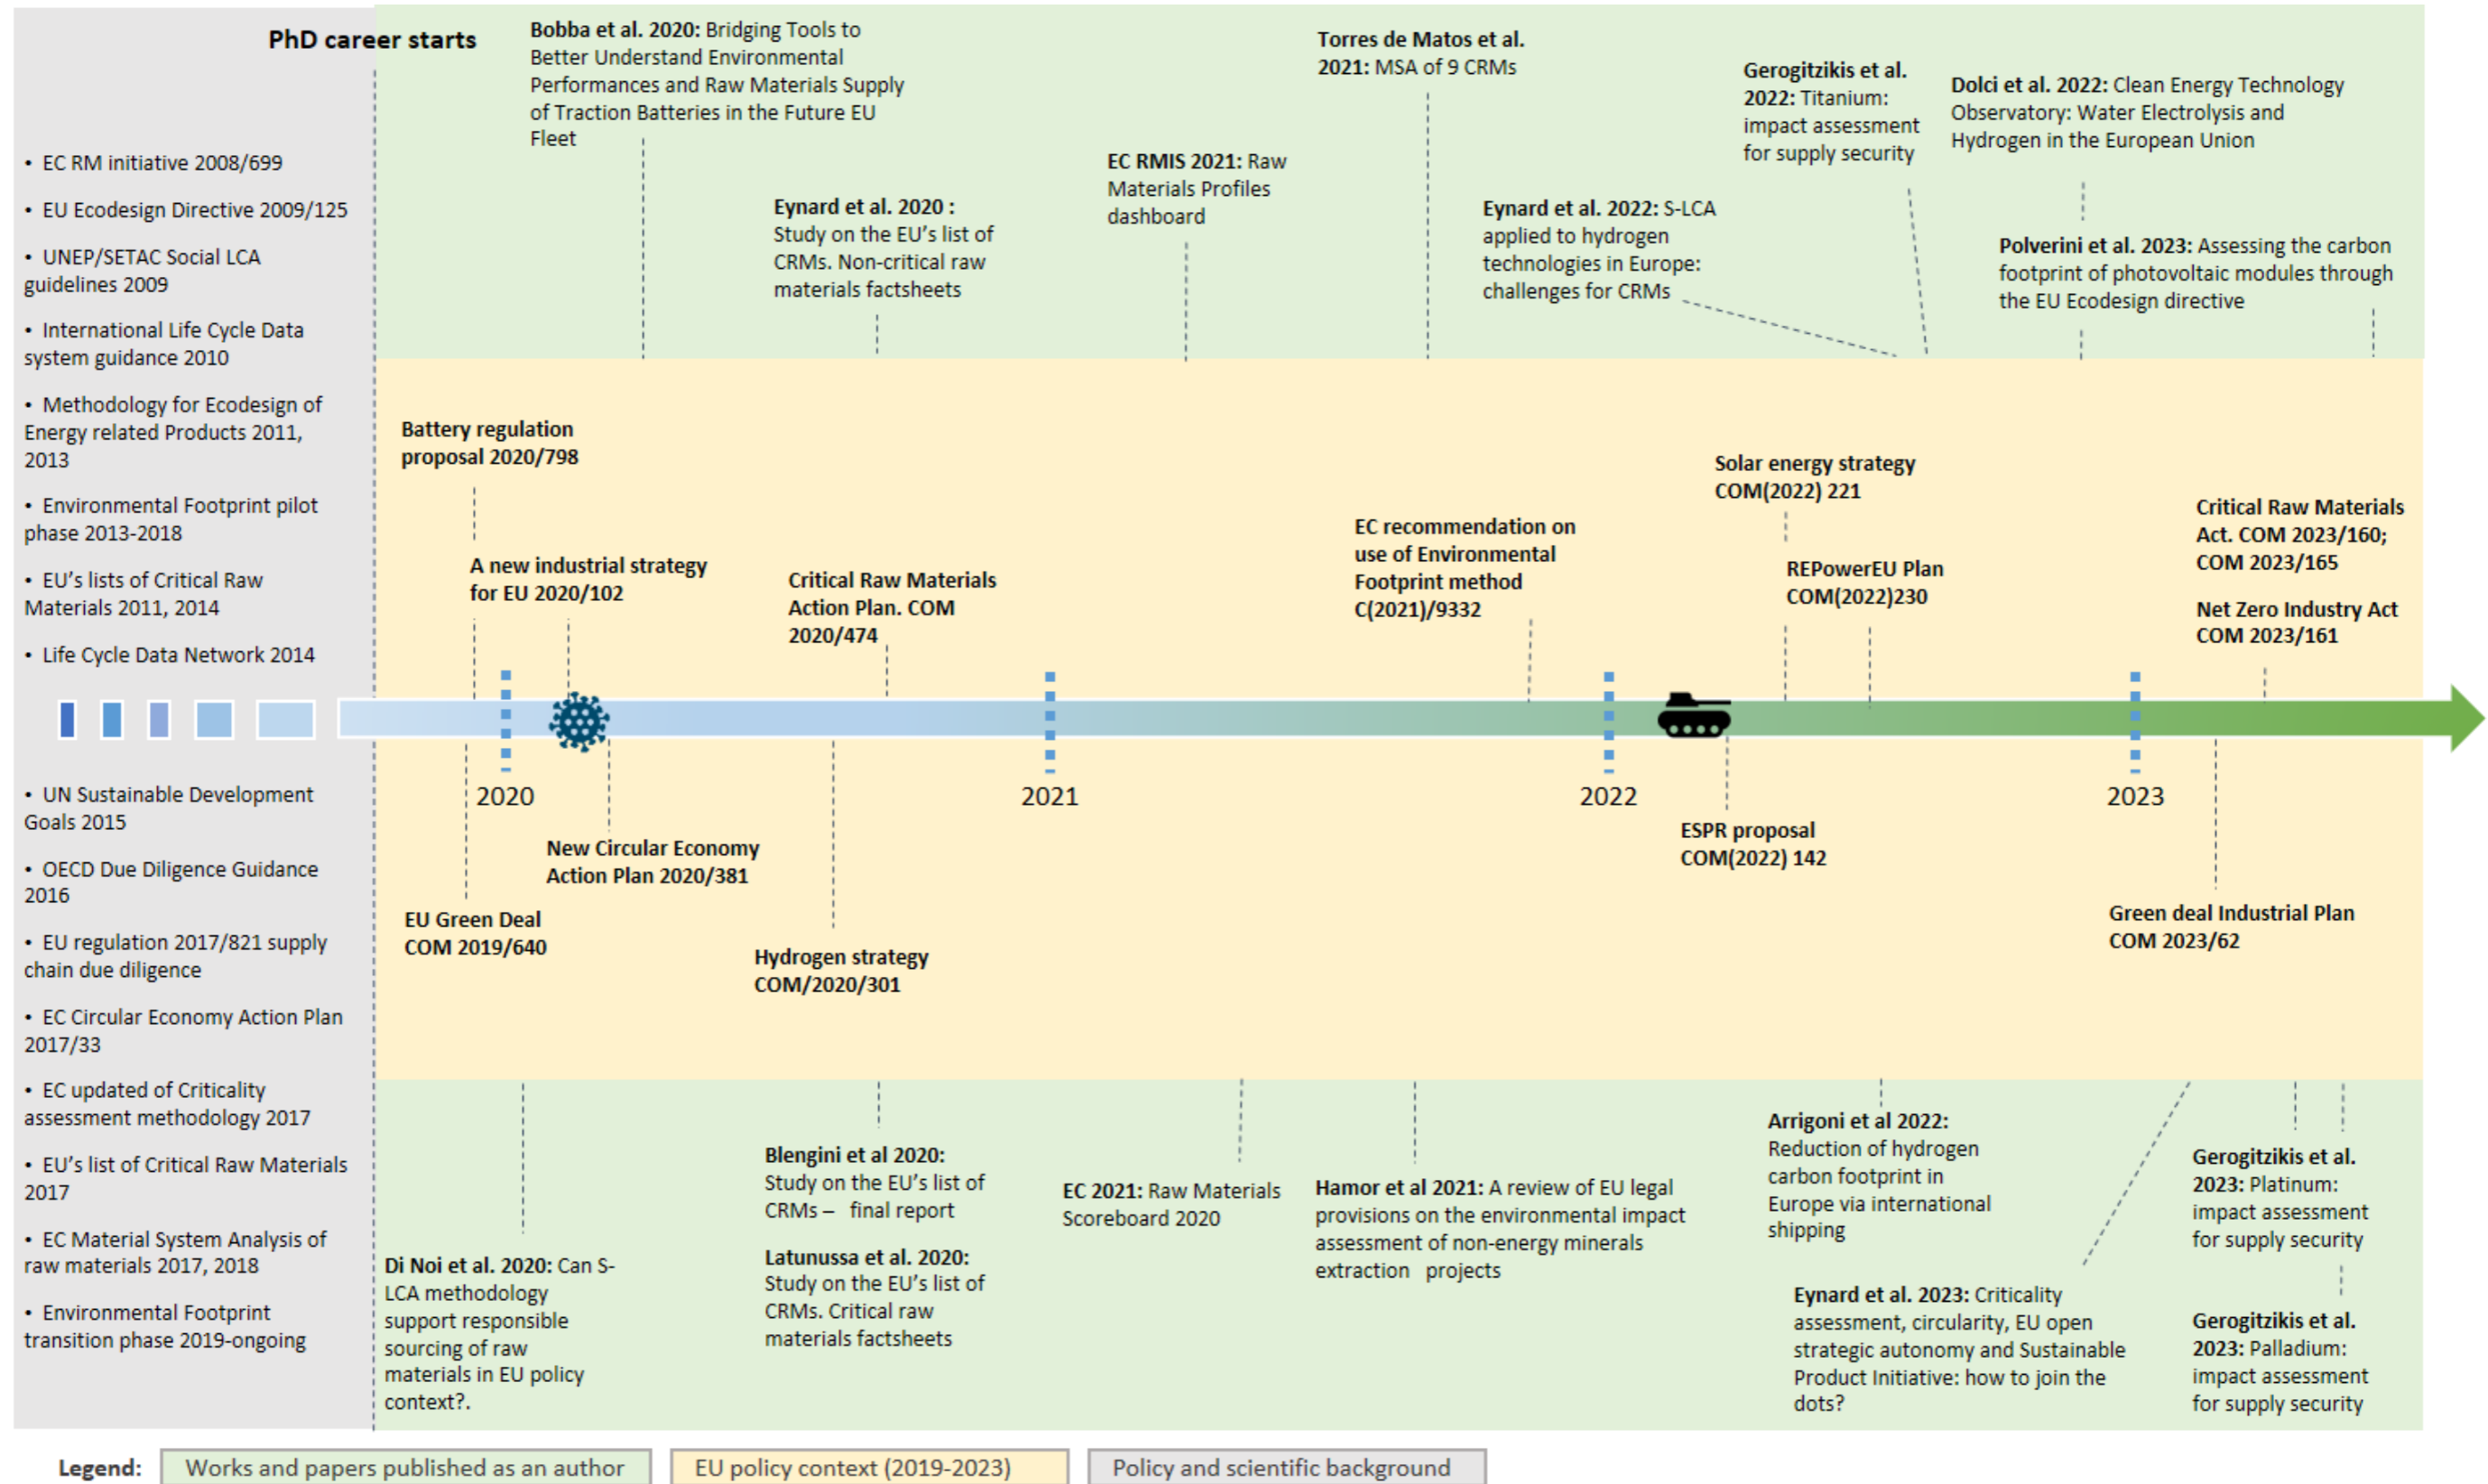 PhD career starts
• EC RM initiative 2008/699
• EU Ecodesign Directive 2009/125
• UNEP/SETAC Social LCA
guidelines 2009
• International Life Cycle Data
system guidance 2010
• Methodology for Ecodesign of
Energy related Products 2011,
2013
• Environmental Footprint pilot
phase 2013-2018
• EU's lists of Critical Raw
Materials 2011, 2014
• Life Cycle Data Network 2014
• UN Sustainable Development
Goals 2015
• OECD Due Diligence Guidance
2016
• EU regulation 2017/821 supply
chain due diligence
• EC Circular Economy Action Plan
2017/33
• EC updated of Criticality
assessment methodology 2017
• EU's list of Critical Raw Materials
2017
• EC Material System Analysis of
raw materials 2017, 2018
• Environmental Footprint
transition phase 2019-ongoing
Bobba et al. 2020: Bridging Tools to
Better Understand Environmental
Performances and Raw Materials Supply
of Traction Batteries in the Future EU
Fleet
Eynard et al. 2020 :
Study on the EU's list of
CRMs. Non-critical raw
materials factsheets
EC RMIS 2021: Raw
Materials Profiles
dashboard
Torres de Matos et al.
2021: MSA of 9 CRMs
Eynard et al. 2022: S-LCA
applied to hydrogen
technologies in Europe:
challenges for CRMs
Gerogitzikis et al.
2022: Titanium:
impact assessment
for supply security
Dolci et al. 2022: Clean Energy Technology
Observatory: Water Electrolysis and
Hydrogen in the European Union
Polverini et al. 2023: Assessing the carbon
footprint of photovoltaic modules through
the EU Ecodesign directive
Battery regulation
proposal 2020/798
A new industrial strategy
for EU 2020/102
Critical Raw Materials
Action Plan. COM
2020/474
EC recommendation on
use of Environmental
Footprint method
C(2021)/9332
Solar energy strategy
COM(2022) 221
REPowerEU Plan
COM(2022)230
Critical Raw Materials
Act. COM 2023/160;
COM 2023/165
Net Zero Industry Act
COM 2023/161
2020
2021
2022
2023
EU Green Deal
COM 2019/640
New Circular Economy
Action Plan 2020/381
Hydrogen strategy
COM/2020/301
ESPR proposal
COM(2022) 142
Green deal Industrial Plan
COM 2023/62
Di Noi et al. 2020: Can S-
LCA methodology
support responsible
sourcing of raw
materials in EU policy
context?.
Blengini et al 2020:
Study on the EU's list of
CRMs – final report
Latunussa et al. 2020:
Study on the EU's list of
CRMs. Critical raw
materials factsheets
EC 2021: Raw Materials
Scoreboard 2020
Hamor et al 2021: A review of EU legal
provisions on the environmental impact
assessment of non-energy minerals
extraction projects
Arrigoni et al 2022:
Reduction of hydrogen
carbon footprint in
Europe via international
shipping
Eynard et al. 2023: Criticality
assessment, circularity, EU open
strategic autonomy and Sustainable
Product Initiative: how to join the
dots?
Gerogitzikis et al.
2023: Platinum:
impact assessment
for supply security
Gerogitzikis et al.
2023: Palladium:
impact assessment
for supply security
Legend:
Works and papers published as an author
EU policy context (2019-2023)
Policy and scientific background